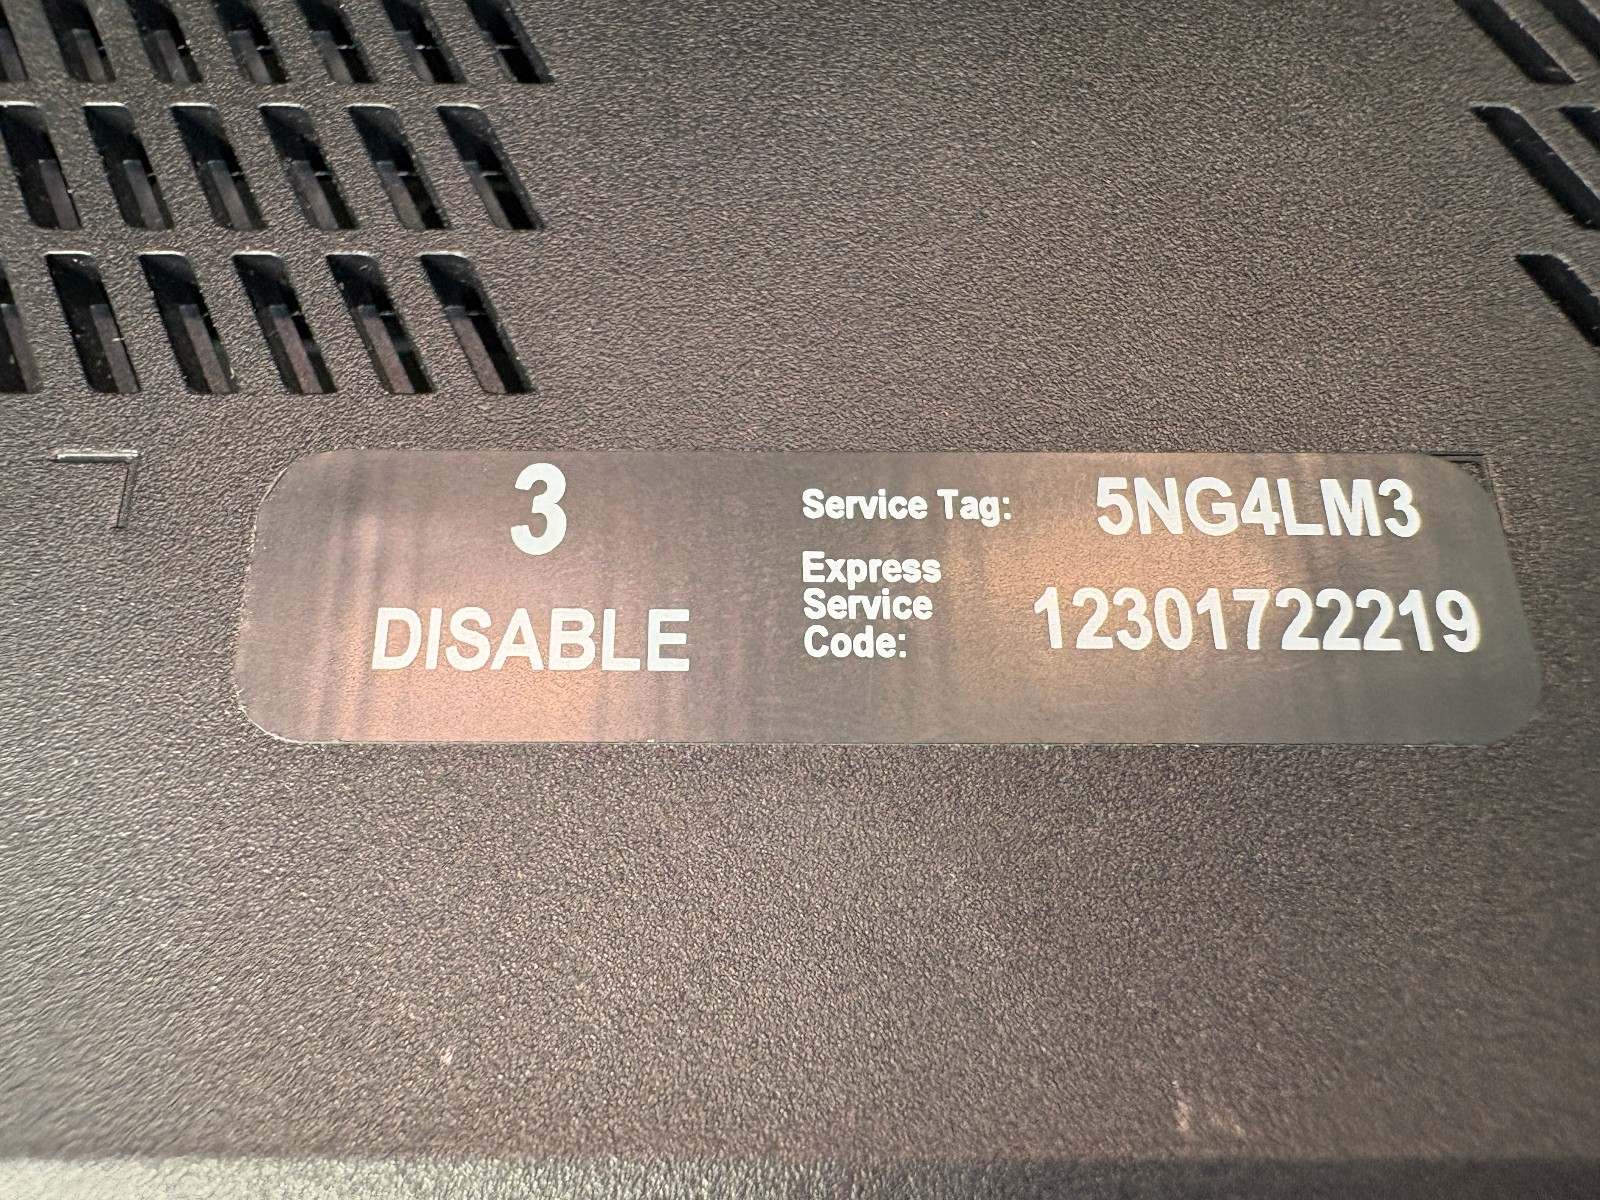 3
DISABLE
Service Tag: 5NG4LM3
Express
Service
Code: 12301722219